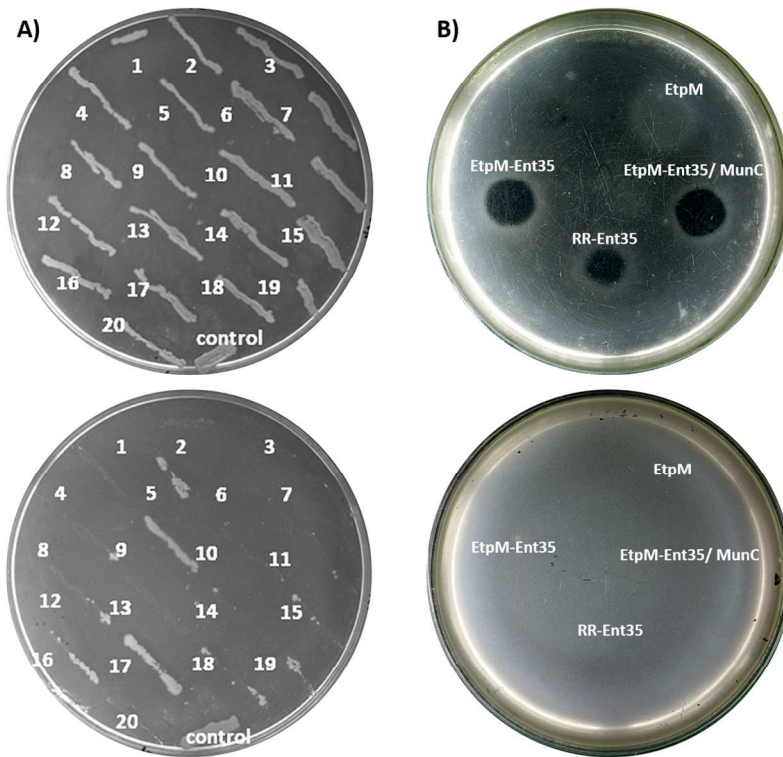 A)
B)
1 2 3
4 5 6 7
8 9 10 11
12 13 14 15
16 17 18 19
20
control
EtpM
EtpM-Ent35
EtpM-Ent35/ MunC
RR-Ent35
1 2 3
4 5 6 7
8 9 10 11
12 13 14 15
16 17 18 19
20
control
EtpM
EtpM-Ent35
EtpM-Ent35/ MunC
RR-Ent35